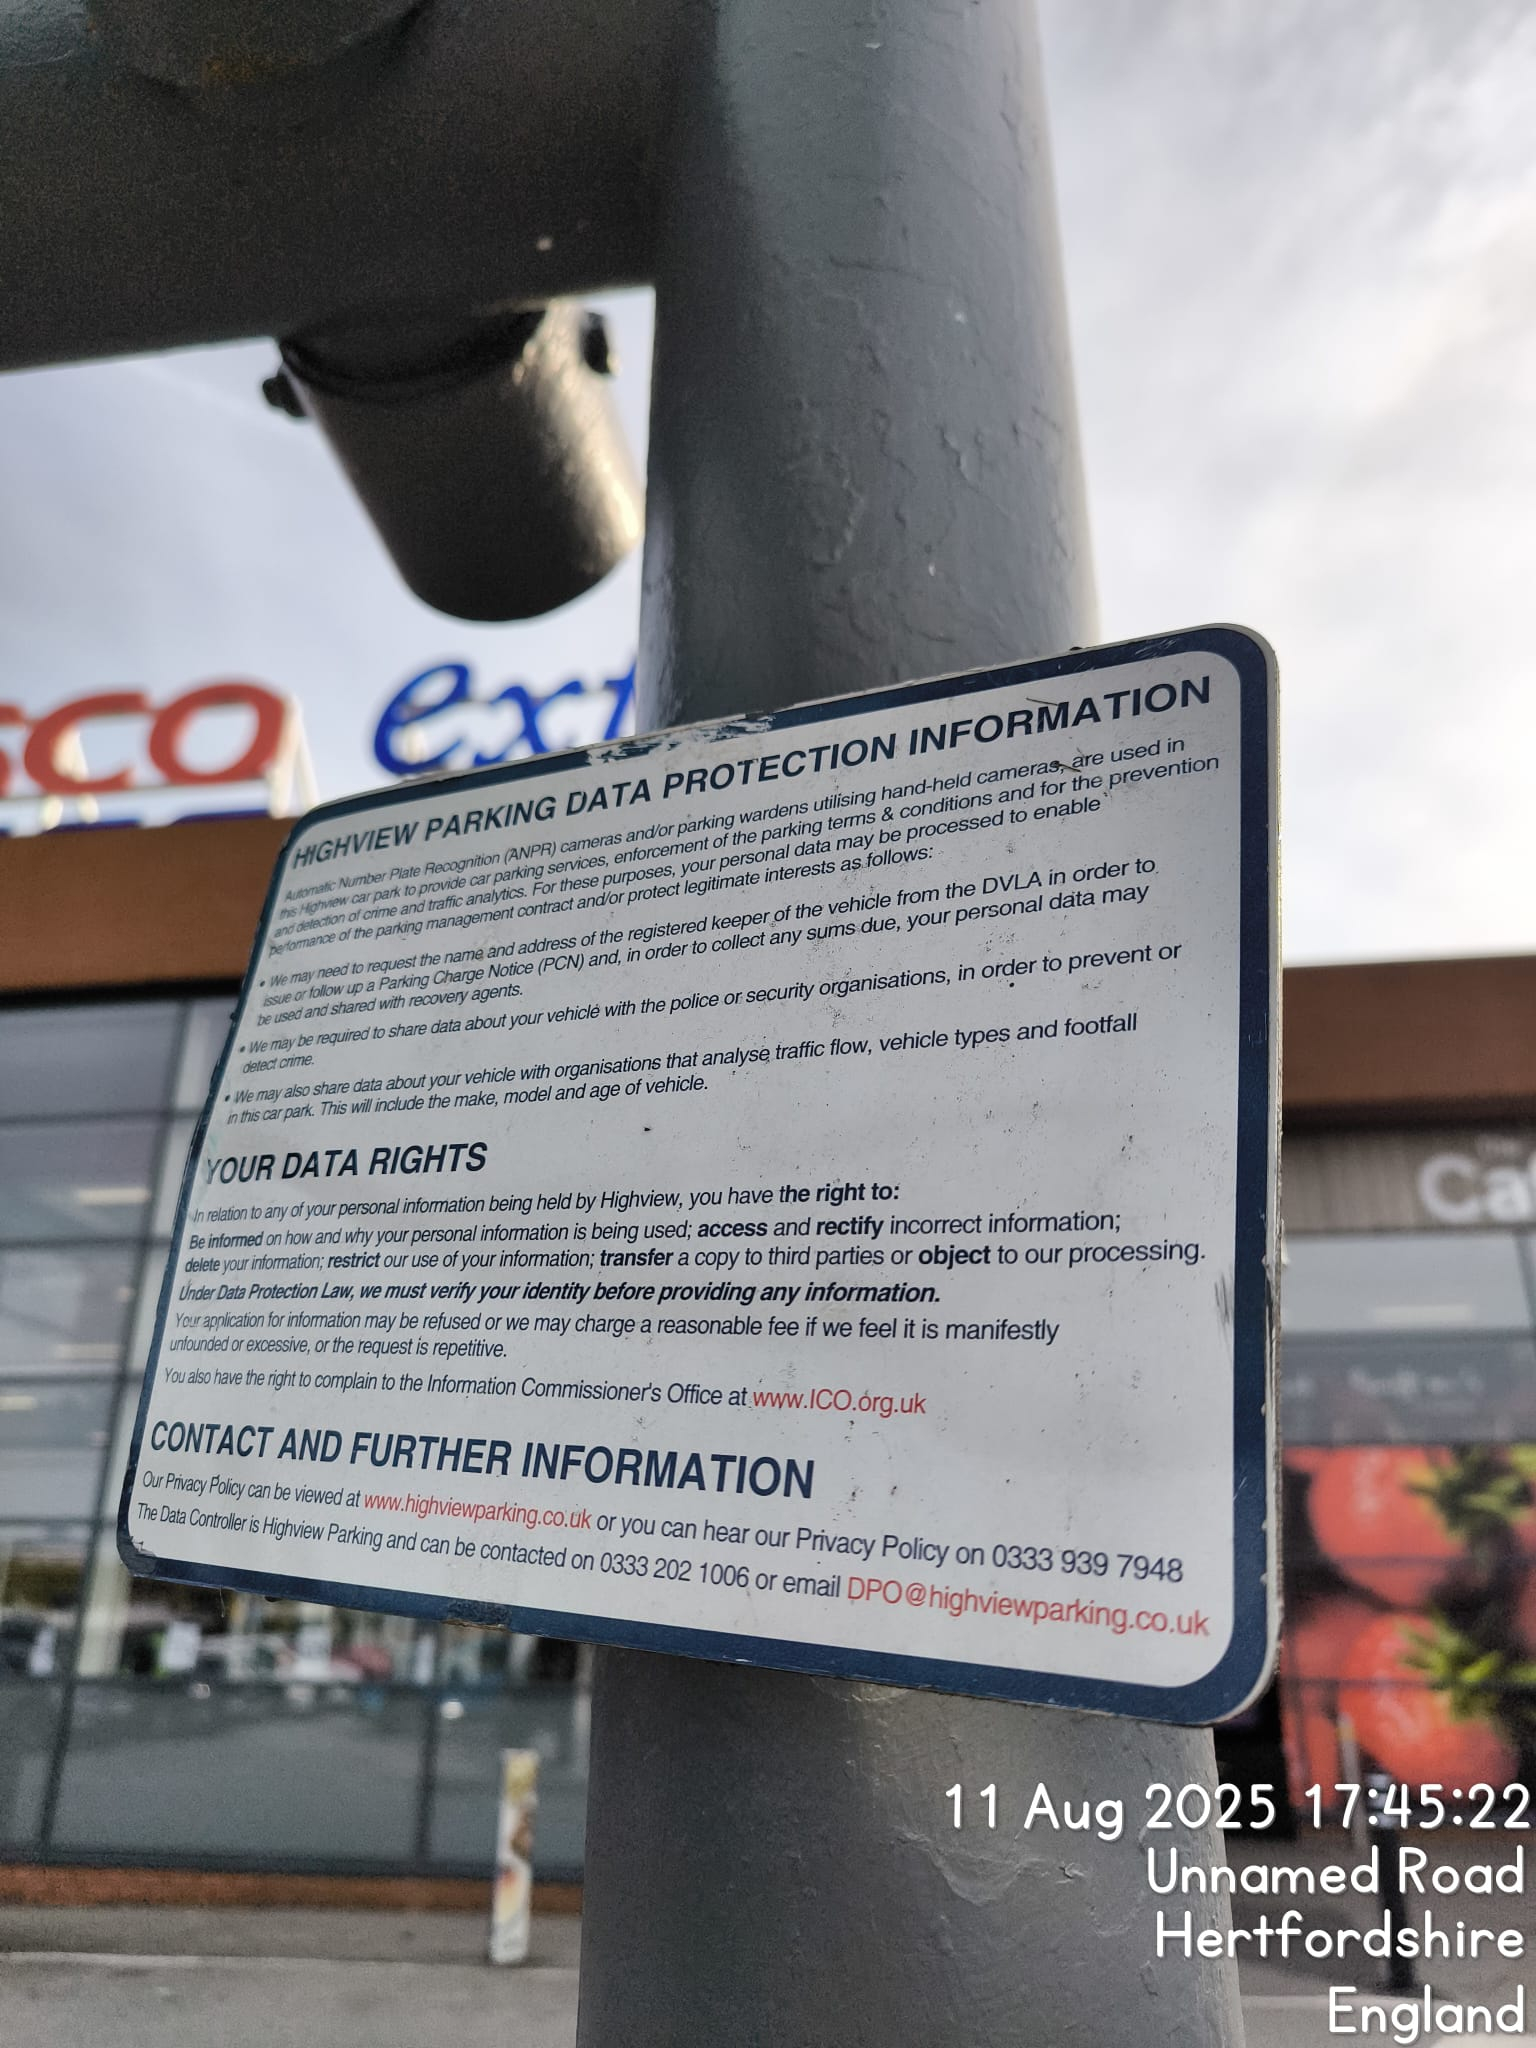 sco ext
HIGHVIEW PARKING DATA PROTECTION INFORMATION
Automatic Number Plate Recognition (ANPR) cameras and/or parking wardens utilising hand-held cameras, are used in
this Highview car park to provide car parking services, enforcement of the parking terms & conditions and for the prevention
and detection of crime and traffic analytics. For these purposes, your personal data may be processed to enable
performance of the parking management contract and/or protect legitimate interests as follows:
• We may need to request the name and address of the registered keeper of the vehicle from the DVLA in order to
issue or follow up a Parking Charge Notice (PCN) and, in order to collect any sums due, your personal data may
be used and shared with recovery agents.
• We may be required to share data about your vehicle with the police or security organisations, in order to prevent or
detect crime.
• We may also share data about your vehicle with organisations that analyse traffic flow, vehicle types and footfall
in this car park. This will include the make, model and age of vehicle.
YOUR DATA RIGHTS
In relation to any of your personal information being held by Highview, you have the right to:
Be informed on how and why your personal information is being used; access and rectify incorrect information;
delete your information; restrict our use of your information; transfer a copy to third parties or object to our processing.
Under Data Protection Law, we must verify your identity before providing any information.
Your application for information may be refused or we may charge a reasonable fee if we feel it is manifestly
unfounded or excessive, or the request is repetitive.
You also have the right to complain to the Information Commissioner's Office at www.ICO.org.uk
CONTACT AND FURTHER INFORMATION
Our Privacy Policy can be viewed at www.highviewparking.co.uk or you can hear our Privacy Policy on 0333 939 7948
The Data Controller is Highview Parking and can be contacted on 0333 202 1006 or email DPO@highviewparking.co.uk
Caf
11 Aug 2025 17:45:22
Unnamed Road
Hertfordshire
England